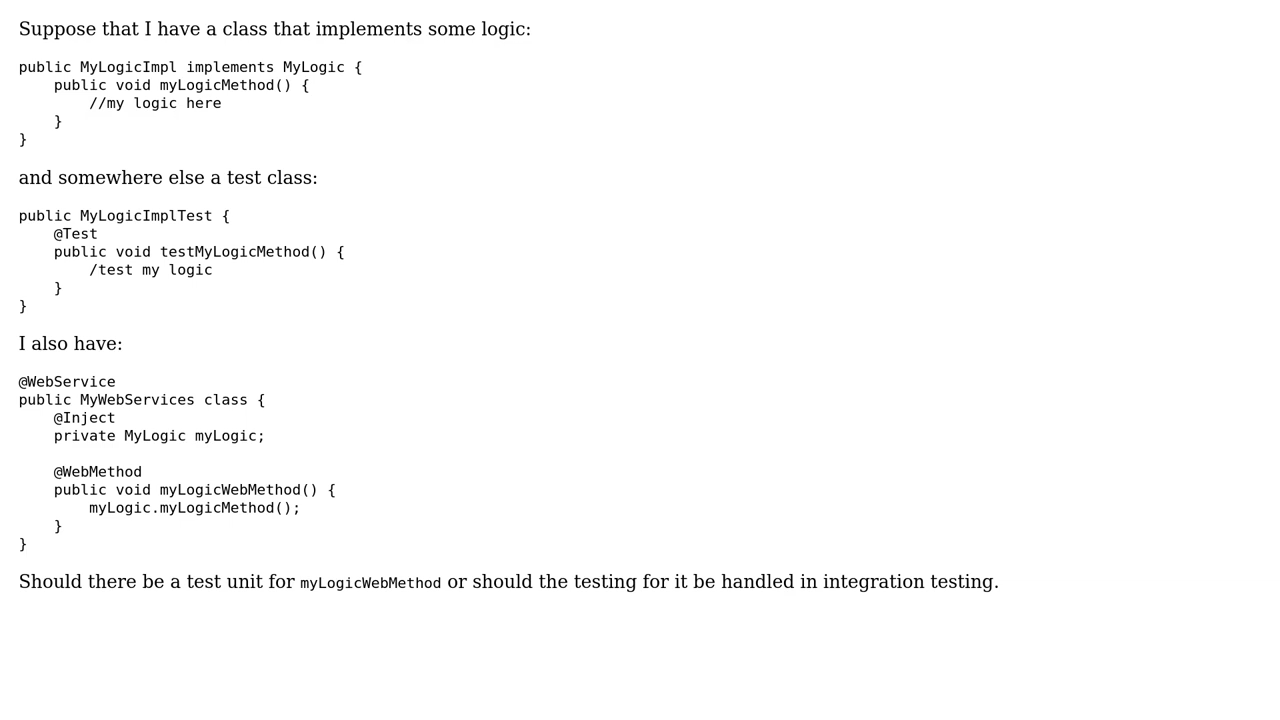 Suppose that I have a class that implements some logic:
public MyLogicImpl implements MyLogic {
    public void myLogicMethod() {
        //my logic here
    }
}
and somewhere else a test class:
public MyLogicImplTest {
    @Test
    public void testMyLogicMethod() {
        /test my logic
    }
}
I also have:
@WebService
public MyWebServices class {
    @Inject
    private MyLogic myLogic;

    @WebMethod
    public void myLogicWebMethod() {
        myLogic.myLogicMethod();
    }
}
Should there be a test unit for myLogicWebMethod or should the testing for it be handled in integration testing.